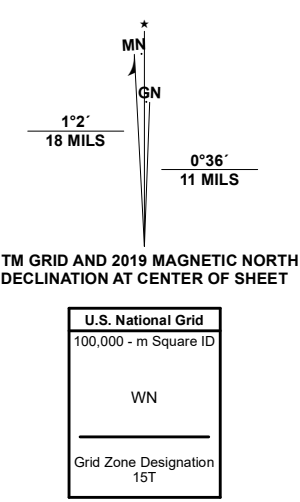 MN
GN
1°2´
18 MILS
0°36´
11 MILS
TM GRID AND 2019 MAGNETIC NORTH
DECLINATION AT CENTER OF SHEET
U.S. National Grid
100,000 - m Square ID
WN
Grid Zone Designation
15T